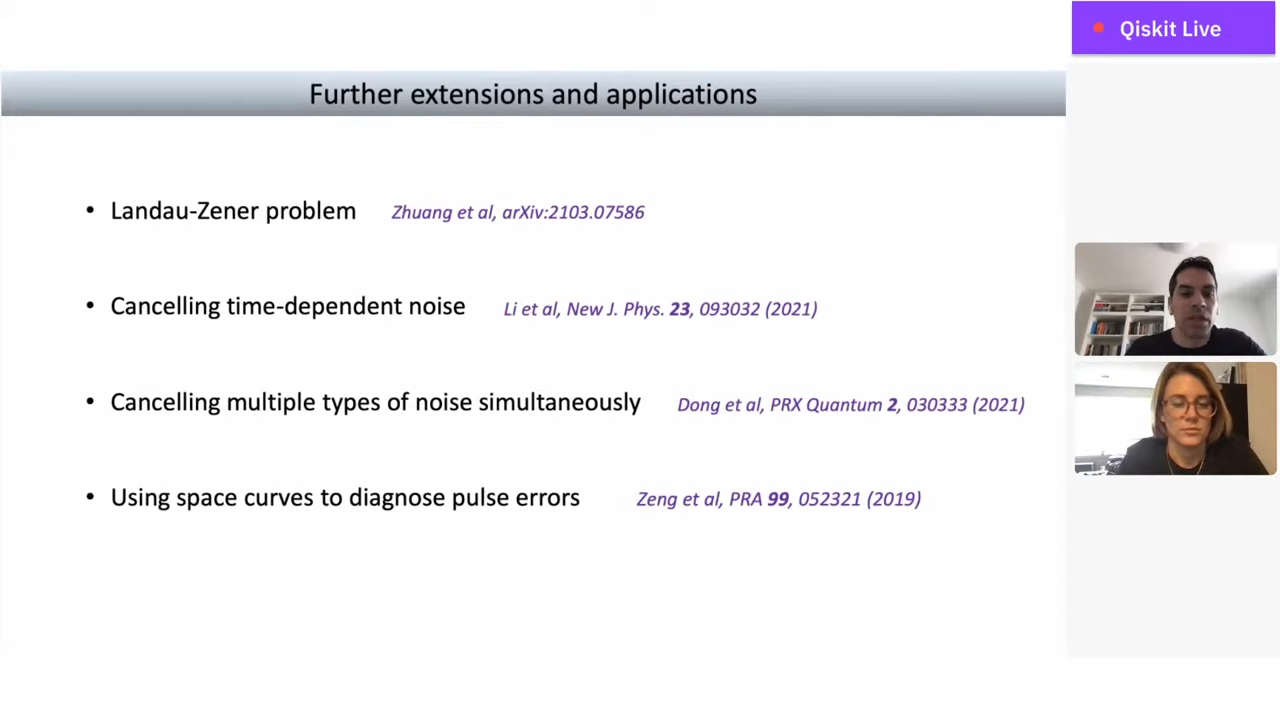 Qiskit Live
Further extensions and applications
• Landau-Zener problem Zhuang et al, arXiv:2103.07586
• Cancelling time-dependent noise Li et al, New J. Phys. 23, 093032 (2021)
• Cancelling multiple types of noise simultaneously Dong et al, PRX Quantum 2, 030333 (2021)
• Using space curves to diagnose pulse errors Zeng et al, PRA 99, 052321 (2019)